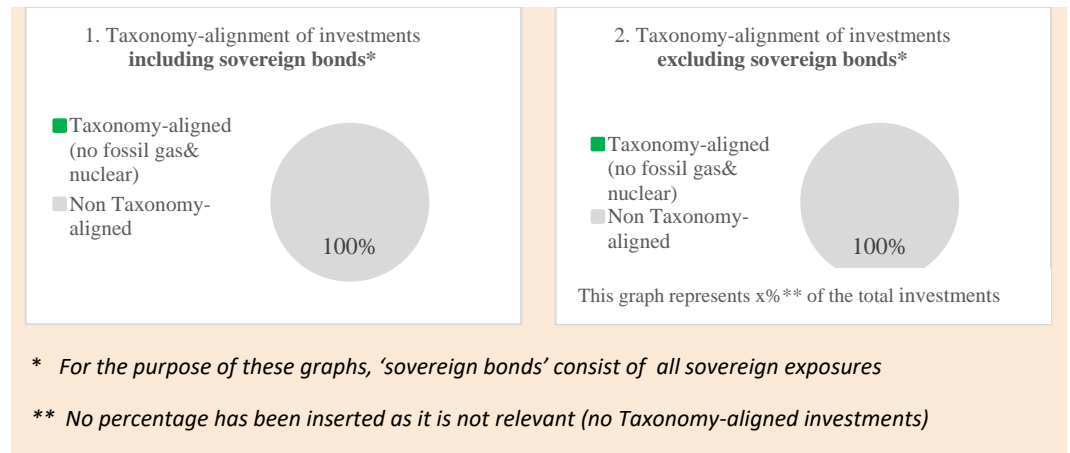 1. Taxonomy-alignment of investments
including sovereign bonds*
Taxonomy-aligned
(no fossil gas&
nuclear)
Non Taxonomy-
aligned
100%
2. Taxonomy-alignment of investments
excluding sovereign bonds*
Taxonomy-aligned
(no fossil gas&
nuclear)
Non Taxonomy-
aligned
100%
This graph represents x%** of the total investments
* For the purpose of these graphs, ‘sovereign bonds’ consist of all sovereign exposures
** No percentage has been inserted as it is not relevant (no Taxonomy-aligned investments)